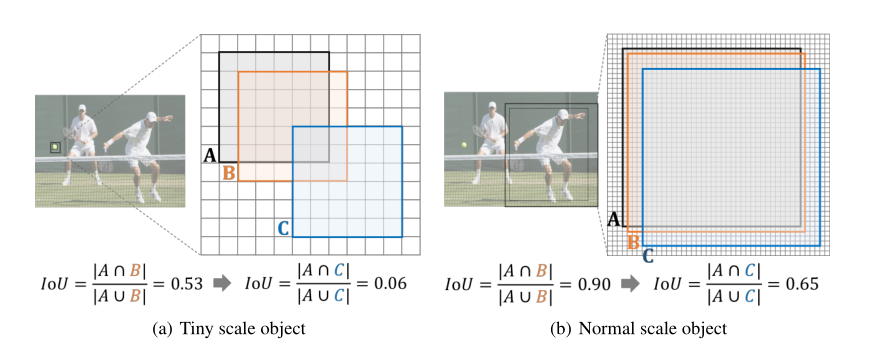 A
B
C
A
B
C
IoU = |A ∩ B| / |A ∪ B| = 0.53 ➡ IoU = |A ∩ C| / |A ∪ C| = 0.06
IoU = |A ∩ B| / |A ∪ B| = 0.90 ➡ IoU = |A ∩ C| / |A ∪ C| = 0.65
(a) Tiny scale object
(b) Normal scale object